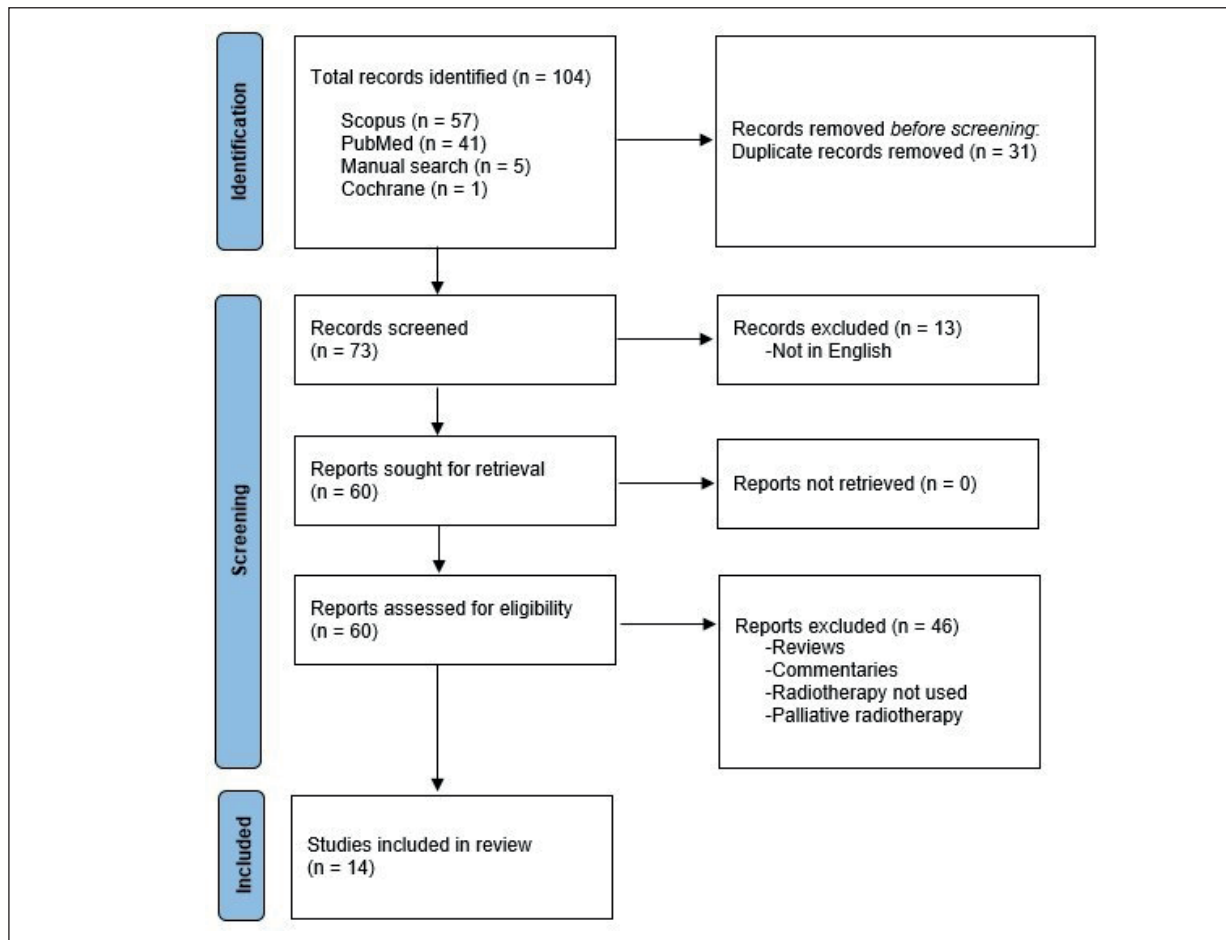 Identification
Total records identified (n = 104)
Scopus (n = 57)
PubMed (n = 41)
Manual search (n = 5)
Cochrane (n = 1)
Records removed before screening:
Duplicate records removed (n = 31)
Screening
Records screened
(n = 73)
Records excluded (n = 13)
-Not in English
Reports sought for retrieval
(n = 60)
Reports not retrieved (n = 0)
Reports assessed for eligibility
(n = 60)
Reports excluded (n = 46)
-Reviews
-Commentaries
-Radiotherapy not used
-Palliative radiotherapy
Included
Studies included in review
(n = 14)